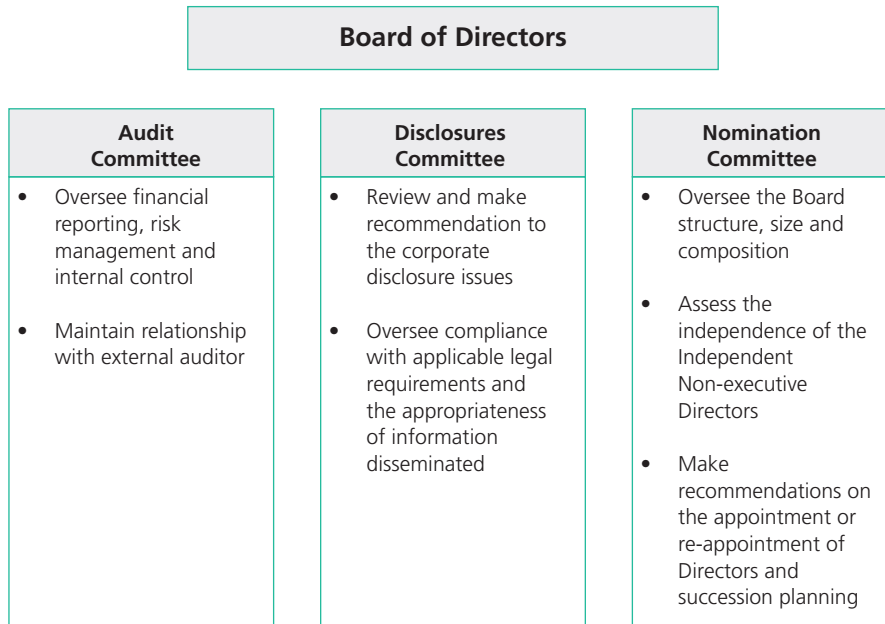 Board of Directors
Audit
Committee
• Oversee financial
reporting, risk
management and
internal control
• Maintain relationship
with external auditor
Disclosures
Committee
• Review and make
recommendation to
the corporate
disclosure issues
• Oversee compliance
with applicable legal
requirements and
the appropriateness
of information
disseminated
Nomination
Committee
• Oversee the Board
structure, size and
composition
• Assess the
independence of the
Independent
Non-executive
Directors
• Make
recommendations on
the appointment or
re-appointment of
Directors and
succession planning